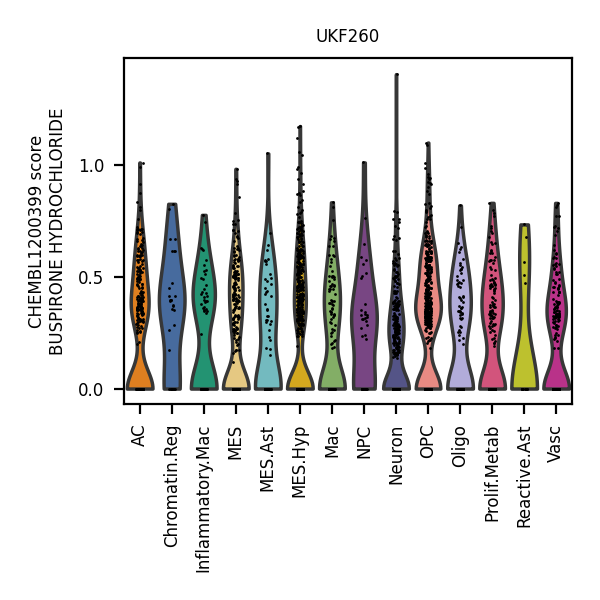 UKF260
CHEMBL1200399 score
BUSPIRONE HYDROCHLORIDE
1.0
0.5
0.0
AC
Chromatin.Reg
Inflammatory.Mac
MES
MES.Ast
MES.Hyp
Mac
NPC
Neuron
OPC
Oligo
Prolif.Metab
Reactive.Ast
Vasc